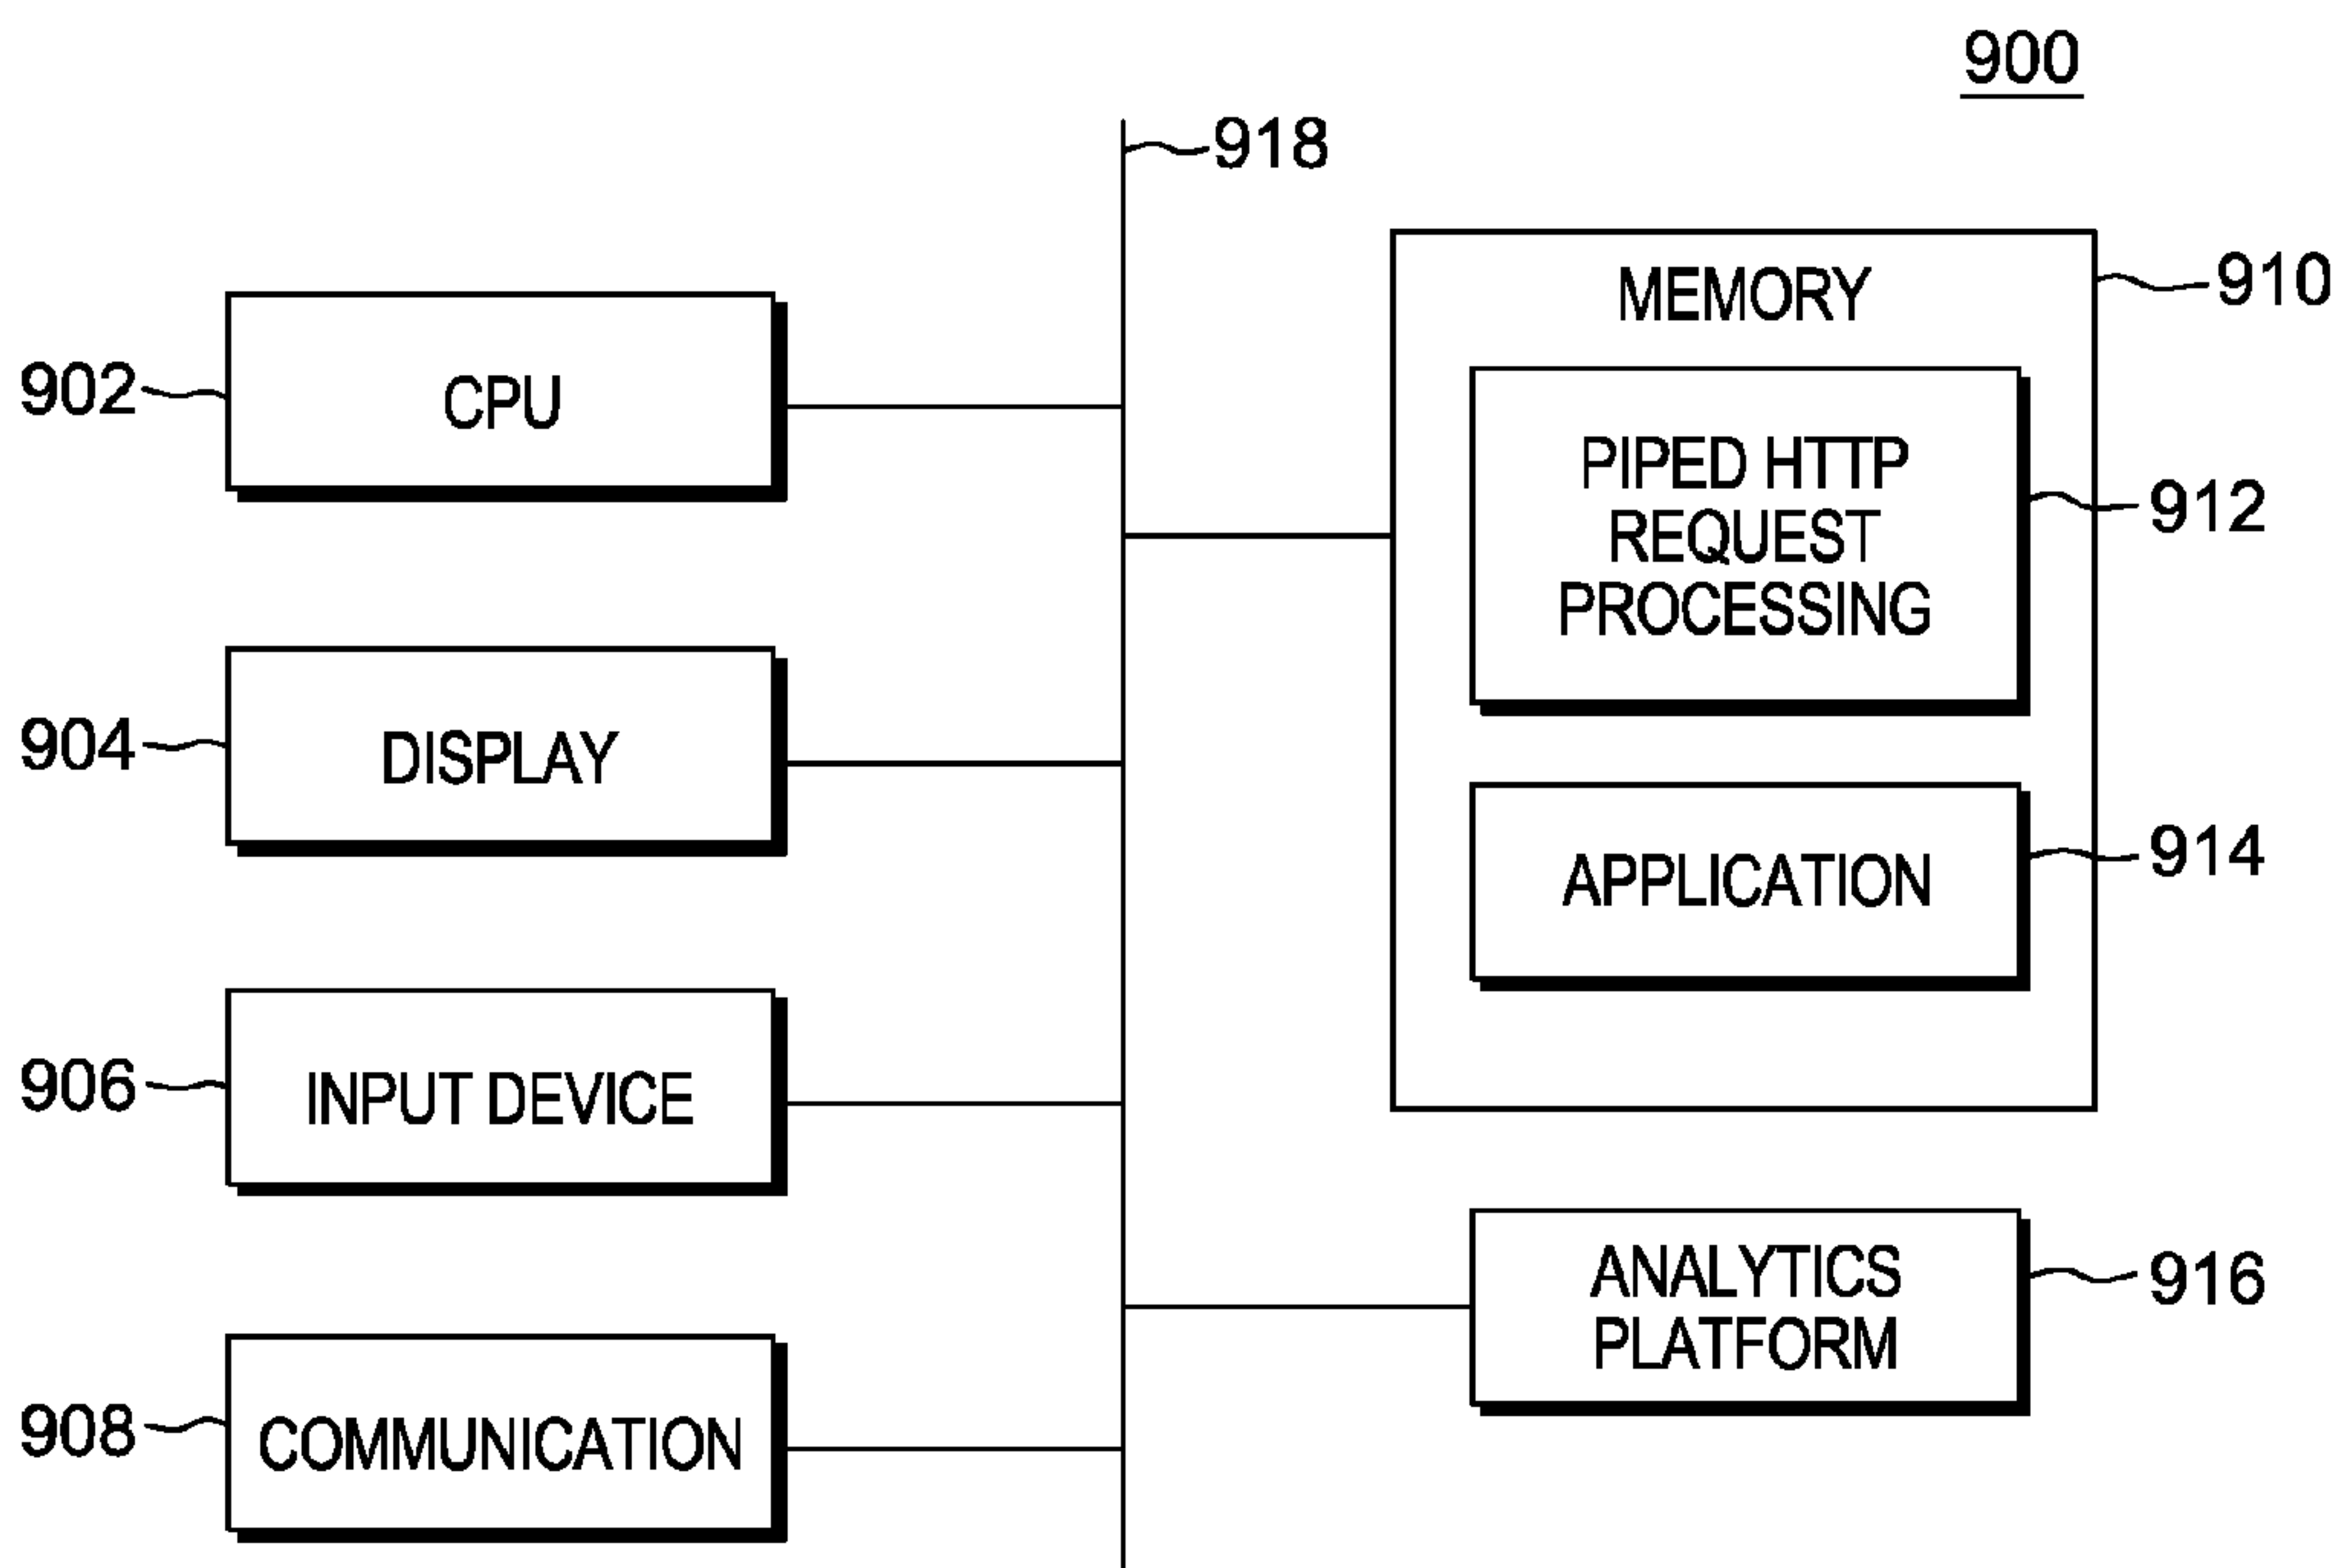 900
918
MEMORY
910
902
CPU
PIPED HTTP
REQUEST
PROCESSING
912
904
DISPLAY
APPLICATION
914
906
INPUT DEVICE
ANALYTICS
PLATFORM
916
908
COMMUNICATION